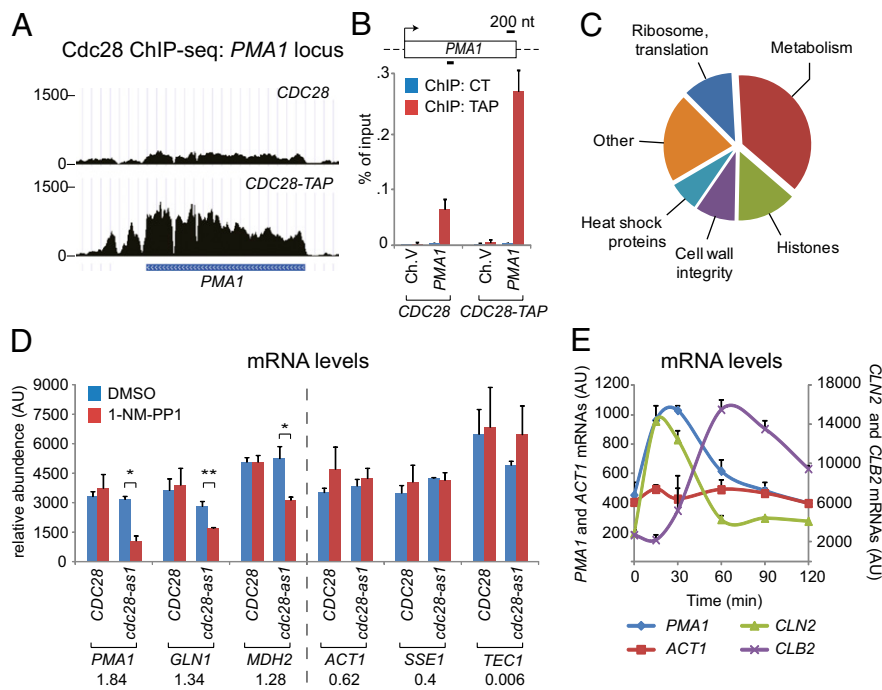 A
Cdc28 ChIP-seq: PMA1 locus
CDC28
1500
0
CDC28-TAP
1500
0
PMA1
B
200 nt
PMA1
.3
.2
.1
0
% of input
ChIP: CT
ChIP: TAP
Ch.V
PMA1
Ch.V
PMA1
CDC28
CDC28-TAP
C
Ribosome,
translation
Metabolism
Other
Heat shock
proteins
Cell wall
integrity
Histones
D
mRNA levels
relative abundance (AU)
9000
7500
6000
4500
3000
1500
0
DMSO
1-NM-PP1
*
**
*
CDC28
cdc28-as1
CDC28
cdc28-as1
CDC28
cdc28-as1
CDC28
cdc28-as1
CDC28
cdc28-as1
CDC28
cdc28-as1
PMA1
GLN1
MDH2
ACT1
SSE1
TEC1
1.84
1.34
1.28
0.62
0.4
0.006
E
mRNA levels
PMA1 and ACT1 mRNAs (AU)
1200
1000
800
600
400
200
CLN2 and CLB2 mRNAs (AU)
18000
14000
10000
6000
2000
0
30
60
90
120
Time (min)
PMA1
CLN2
ACT1
CLB2